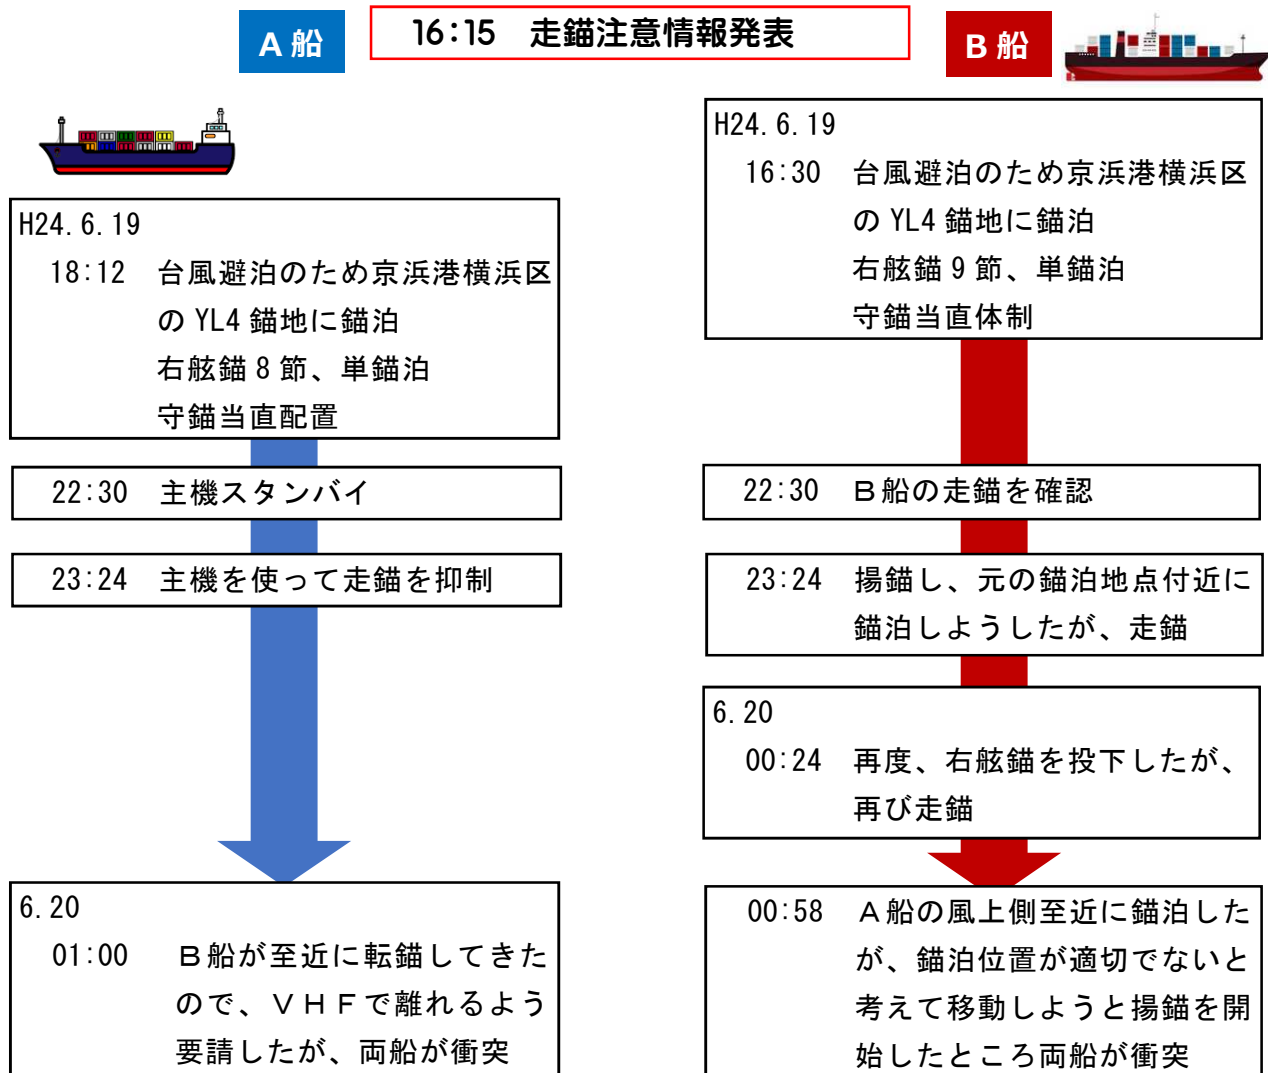 A 船
16:15　走錨注意情報発表
B 船
H24.6.19
18:12　台風避泊のため京浜港横浜区
の YL4 錨地に錨泊
右舷錨 8 節、単錨泊
守錨当直配置
22:30　主機スタンバイ
23:24　主機を使って走錨を抑制
6.20
01:00　Ｂ船が至近に転錨してきた
ので、ＶＨＦで離れるよう
要請したが、両船が衝突
H24.6.19
16:30　台風避泊のため京浜港横浜区
の YL4 錨地に錨泊
右舷錨 9 節、単錨泊
守錨当直体制
22:30　Ｂ船の走錨を確認
23:24　揚錨し、元の錨泊地点付近に
錨泊しようしたが、走錨
6.20
00:24　再度、右舷錨を投下したが、
再び走錨
00:58　Ａ船の風上側至近に錨泊した
が、錨泊位置が適切でないと
考えて移動しようと揚錨を開
始したところ両船が衝突